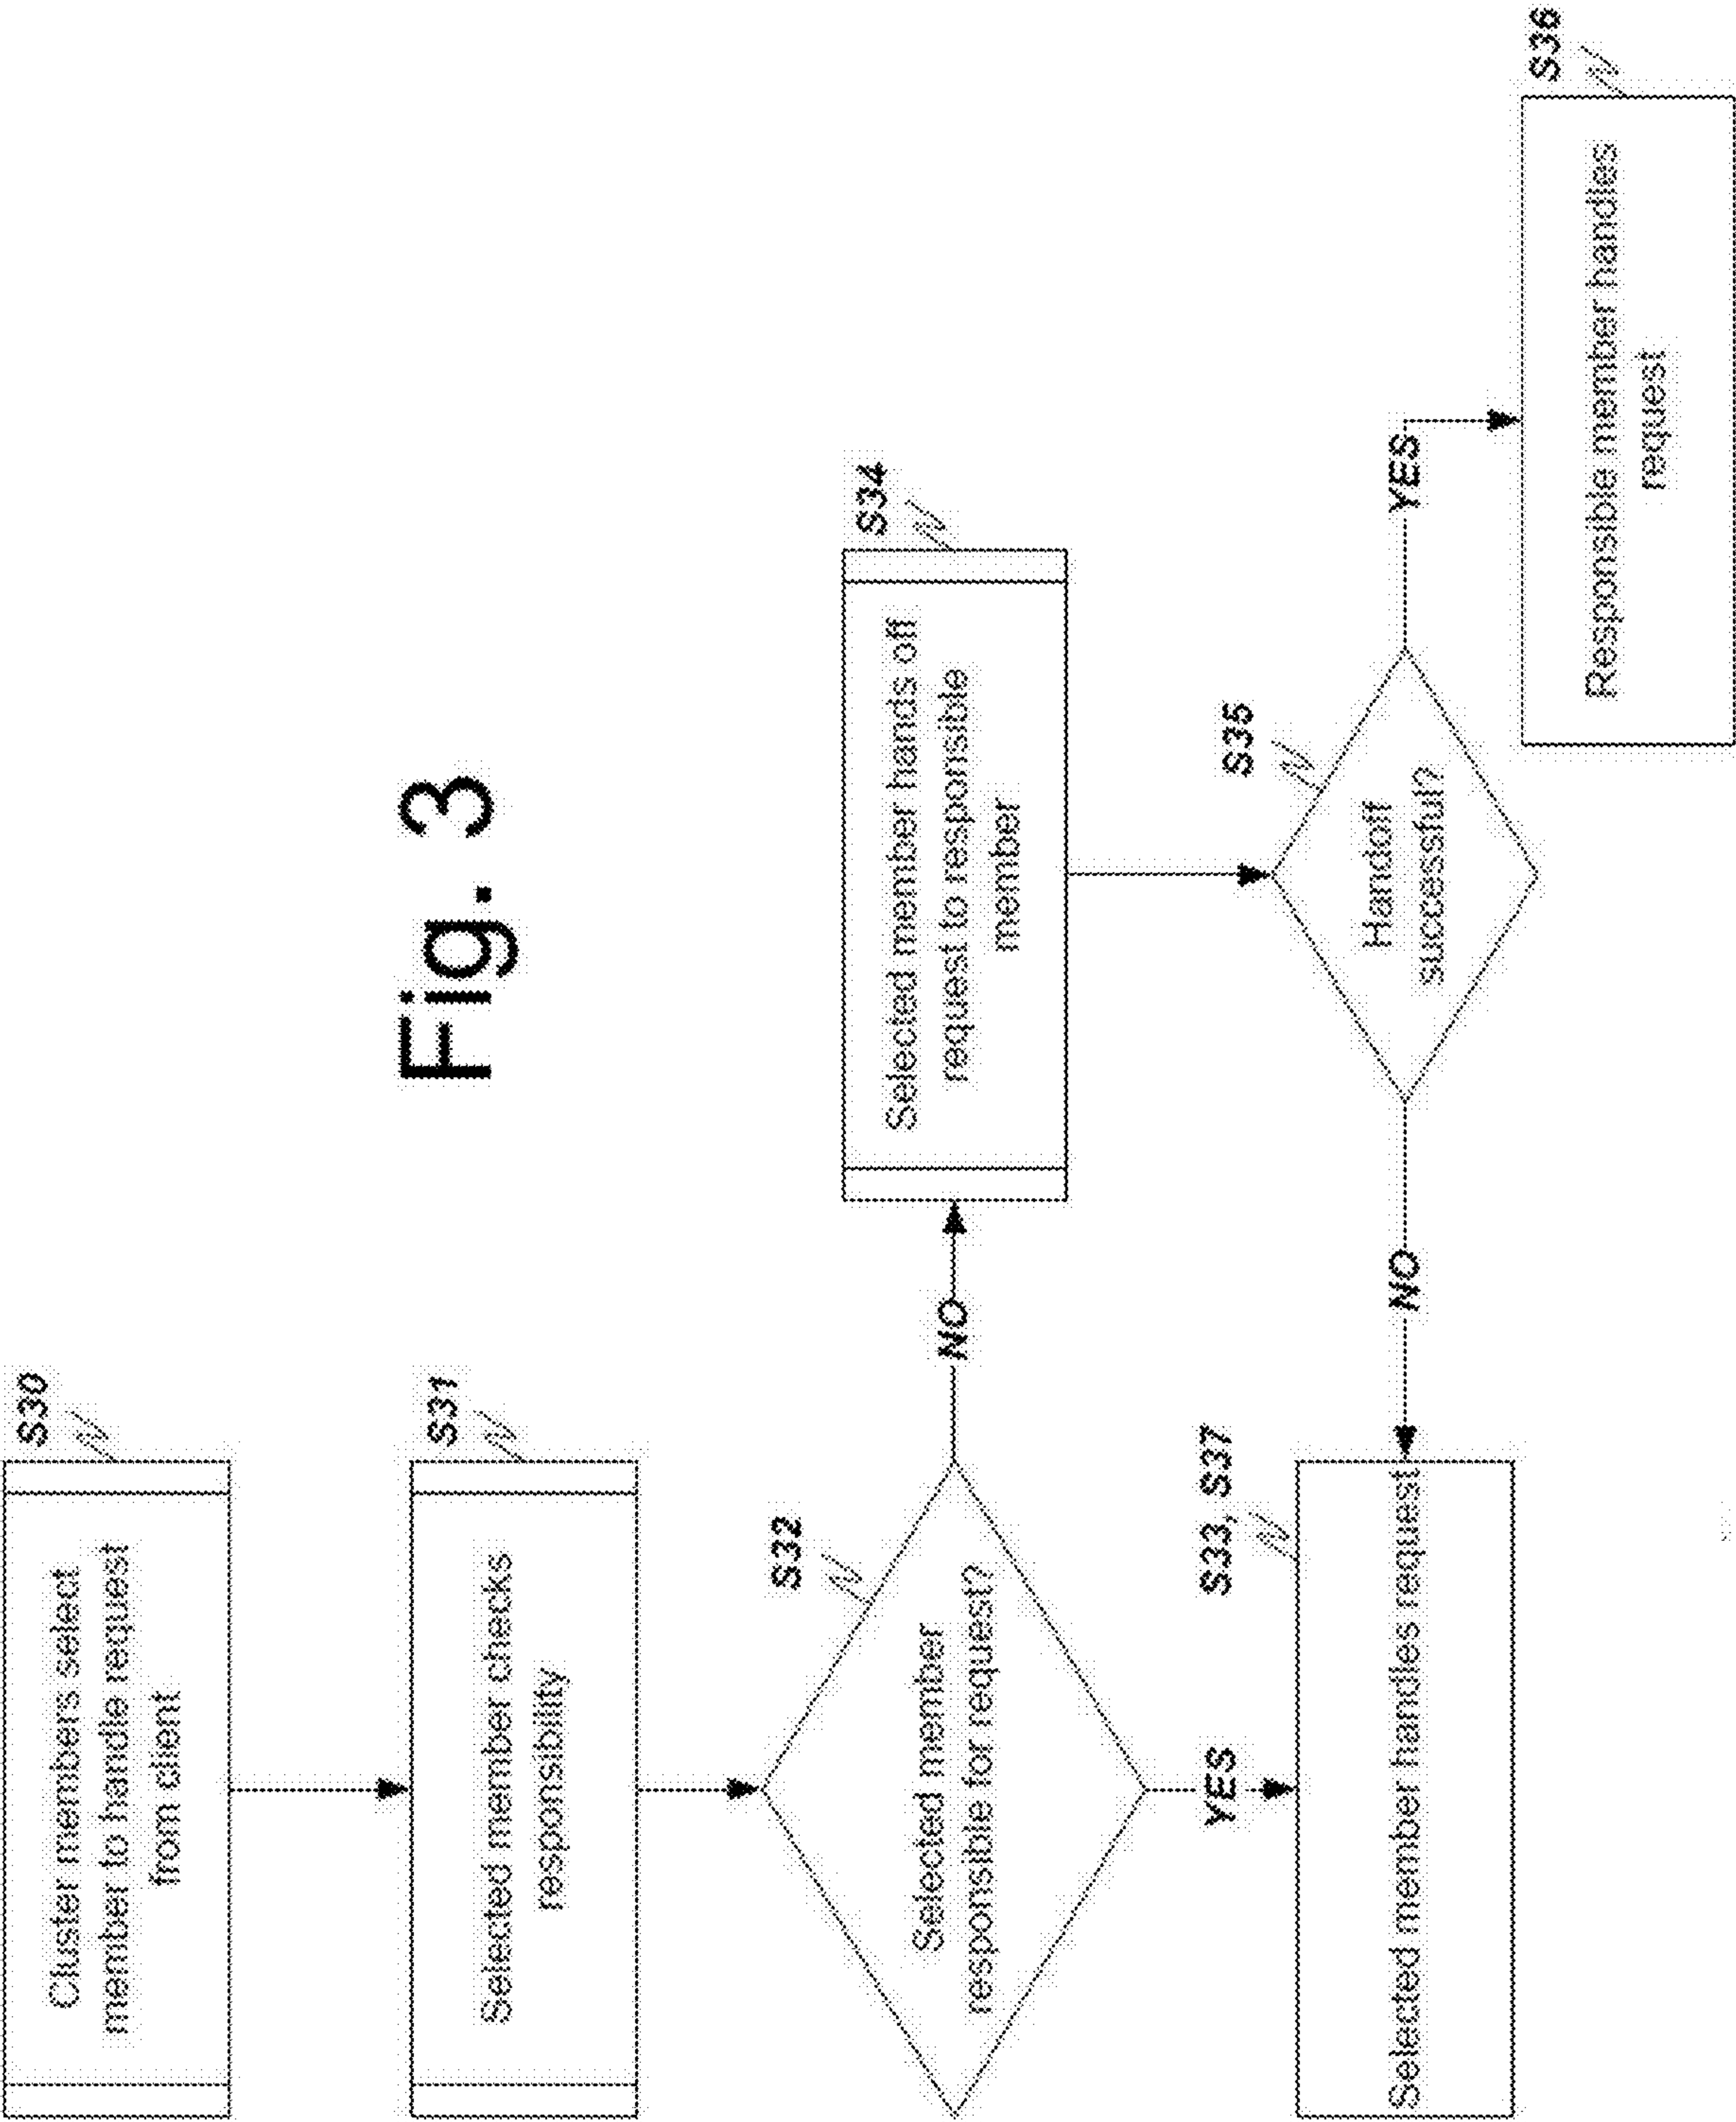 Fig. 3
S30
Cluster members select
member to handle request
from client
S31
Selected member checks
responsibility
S32
Selected member
responsible for request?
NO
YES
S34
Selected member hands off
request to responsible
member
S35
Handoff
successful?
NO
YES
S33, S37
Selected member handles request
S36
Responsible member handles
request